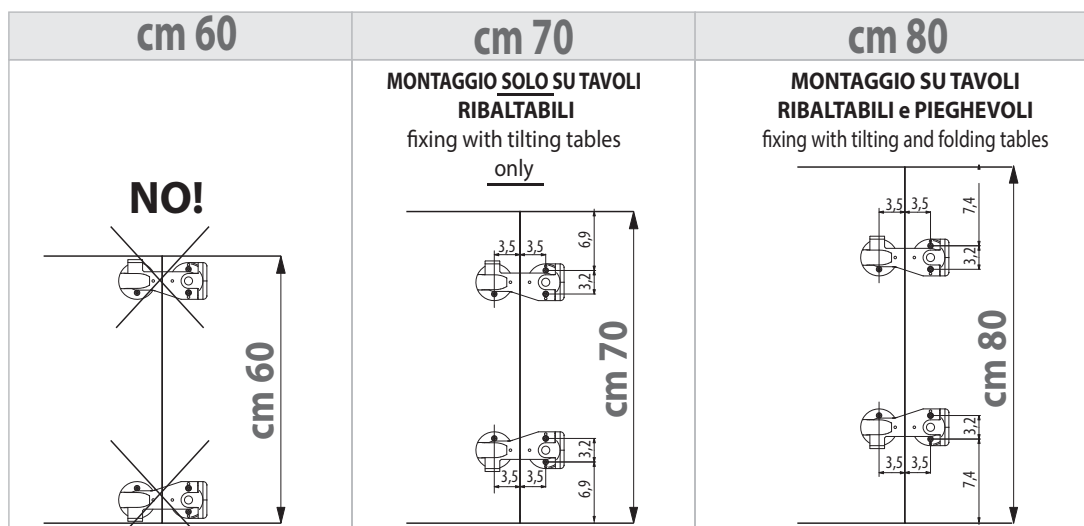 cm 60
cm 70
cm 80
NO!
cm 60
MONTAGGIO SOLO SU TAVOLI
RIBALTABILI
fixing with tilting tables
only
3,5 3,5
6,9
3,2
cm 70
3,2
3,5 3,5
6,9
MONTAGGIO SU TAVOLI
RIBALTABILI e PIEGHEVOLI
fixing with tilting and folding tables
3,5 3,5
7,4
3,2
cm 80
3,2
3,5 3,5
7,4